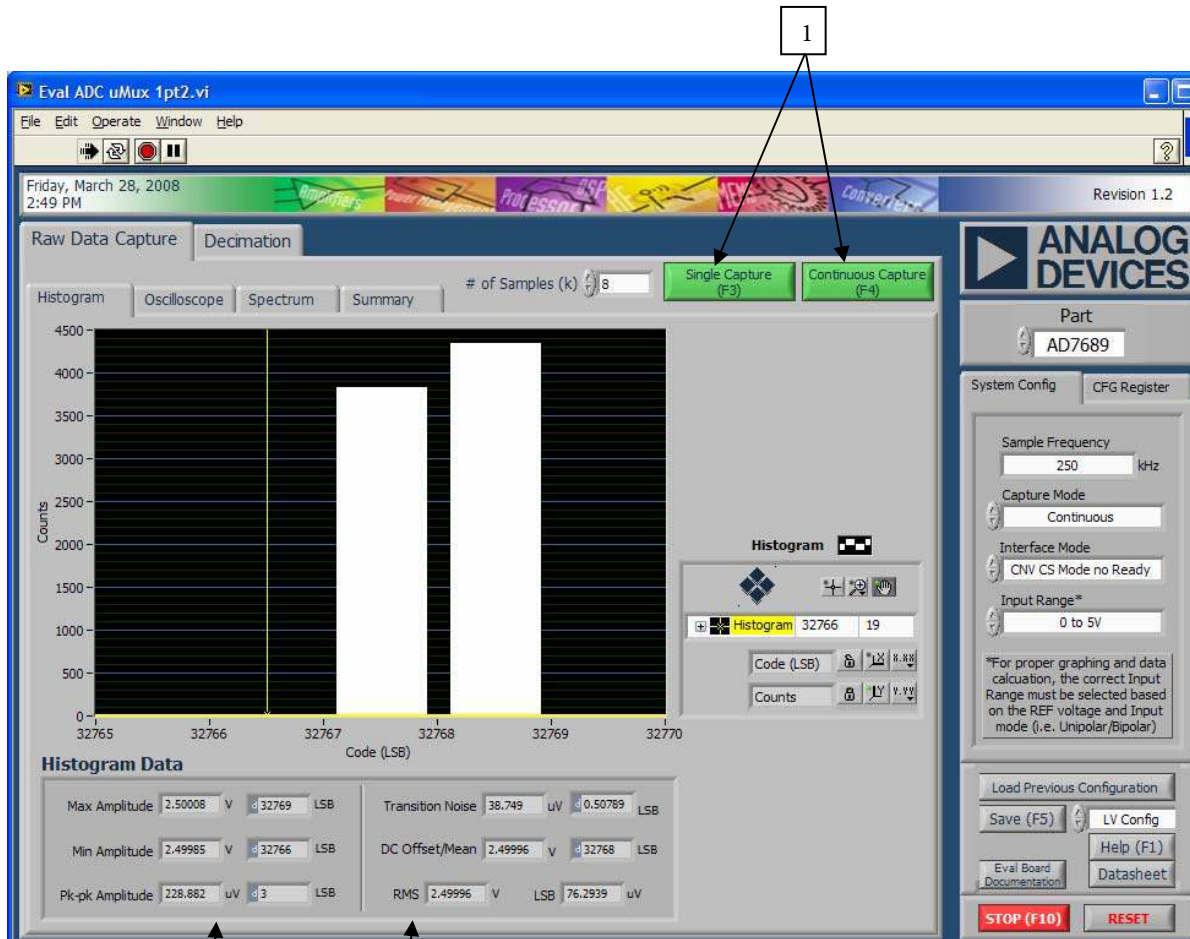 1
Eval ADC uMux 1pt2.vi
File Edit Operate Window Help
Friday, March 28, 2008
2:49 PM
Amplifiers Power Management Processors DSP MEMS Converters
Revision 1.2
Raw Data Capture
Decimation
ANALOG
DEVICES
Histogram
Oscilloscope
Spectrum
Summary
# of Samples (k) 8
Single Capture
(F3)
Continuous Capture
(F4)
Part
AD7689
System Config
CFG Register
Sample Frequency
250 kHz
Capture Mode
Continuous
Interface Mode
CNV CS Mode no Ready
Input Range*
0 to 5V
*For proper graphing and data
calcuation, the correct Input
Range must be selected based
on the REF voltage and Input
mode (i.e. Unipolar/Bipolar)
4500
4000
3500
3000
2500
2000
1500
1000
500
0
Counts
32765 32766 32767 32768 32769 32770
Code (LSB)
Histogram
Histogram 32766 19
Code (LSB) X.XX
Counts Y.YY
Histogram Data
Max Amplitude 2.50008 V d 32769 LSB
Min Amplitude 2.49985 V d 32766 LSB
Pk-pk Amplitude 228.882 uV d 3 LSB
Transition Noise 38.749 uV d 0.50789 LSB
DC Offset/Mean 2.49996 V d 32768 LSB
RMS 2.49996 V LSB 76.2939 uV
Load Previous Configuration
Save (F5)
LV Config
Help (F1)
Eval Board
Documentation
Datasheet
STOP (F10)
RESET